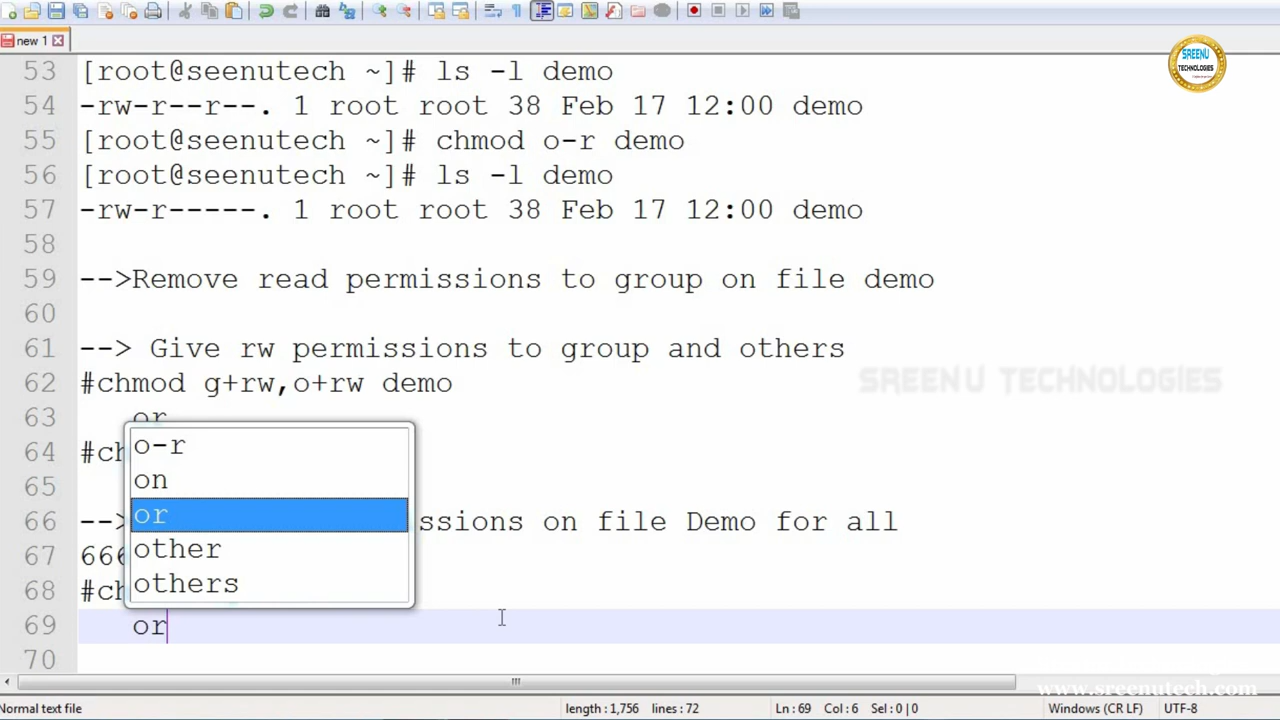 new 1
SREENU
TECHNOLOGIES
53 [root@seenutech ~]# ls -l demo
54 -rw-r--r--. 1 root root 38 Feb 17 12:00 demo
55 [root@seenutech ~]# chmod o-r demo
56 [root@seenutech ~]# ls -l demo
57 -rw-r-----. 1 root root 38 Feb 17 12:00 demo
58
59 -->Remove read permissions to group on file demo
60
61 --> Give rw permissions to group and others
SREENU TECHNOLOGIES
62 #chmod g+rw,o+rw demo
63 or
64 #ch
65
66 --> ssions on file Demo for all
67 666
68 #ch
69 or
70
o-r
on
or
other
others
www.sreenutech.com
Normal text file length : 1,756 lines : 72 Ln : 69 Col : 6 Sel : 0 | 0 Windows (CR LF) UTF-8